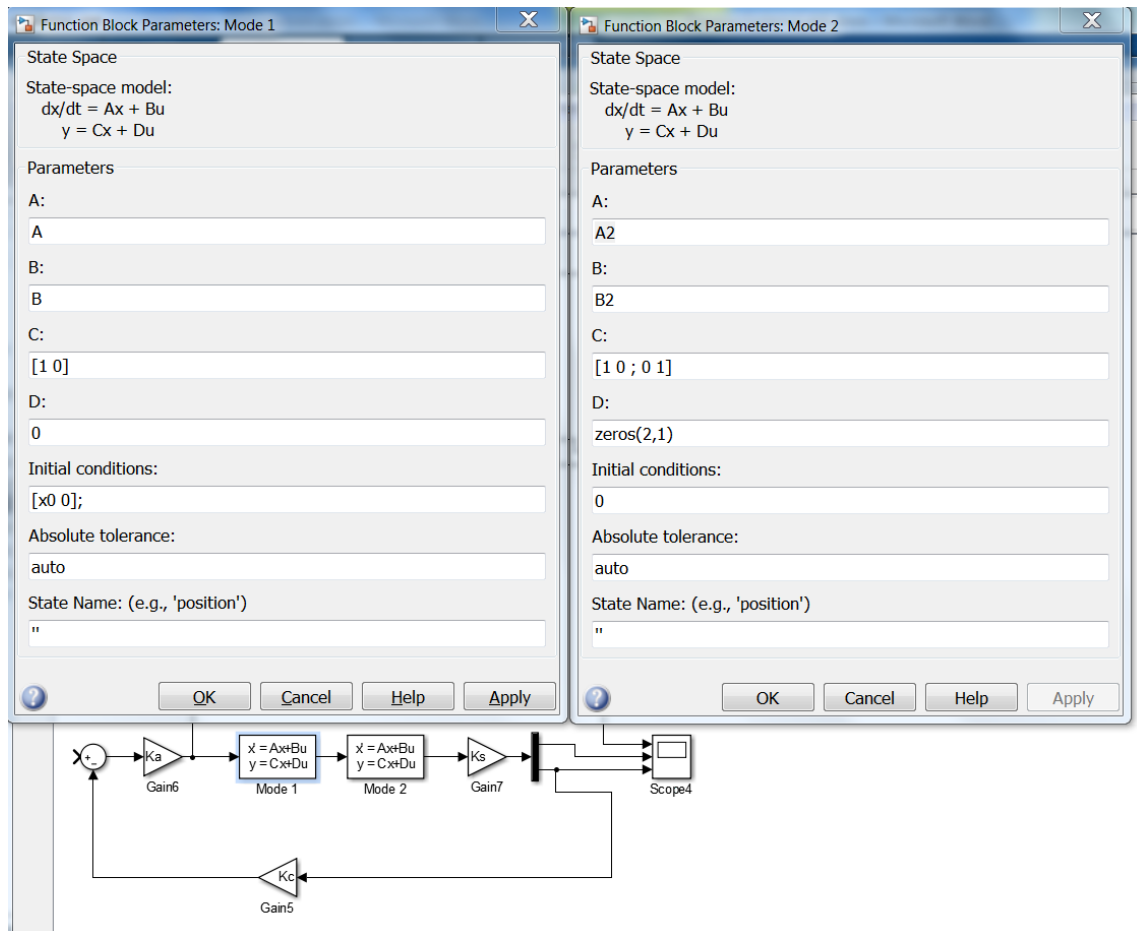 Function Block Parameters: Mode 1
State Space
State-space model:
dx/dt = Ax + Bu
y = Cx + Du
Parameters
A:
A
B:
B
C:
[1 0]
D:
0
Initial conditions:
[x0 0];
Absolute tolerance:
auto
State Name: (e.g., 'position')
''
OK Cancel Help Apply
Function Block Parameters: Mode 2
State Space
State-space model:
dx/dt = Ax + Bu
y = Cx + Du
Parameters
A:
A2
B:
B2
C:
[1 0 ; 0 1]
D:
zeros(2,1)
Initial conditions:
0
Absolute tolerance:
auto
State Name: (e.g., 'position')
''
OK Cancel Help Apply
Ka
Gain6
x' = Ax+Bu
y = Cx+Du
Mode 1
x' = Ax+Bu
y = Cx+Du
Mode 2
Ks
Gain7
Scope4
Kc
Gain5